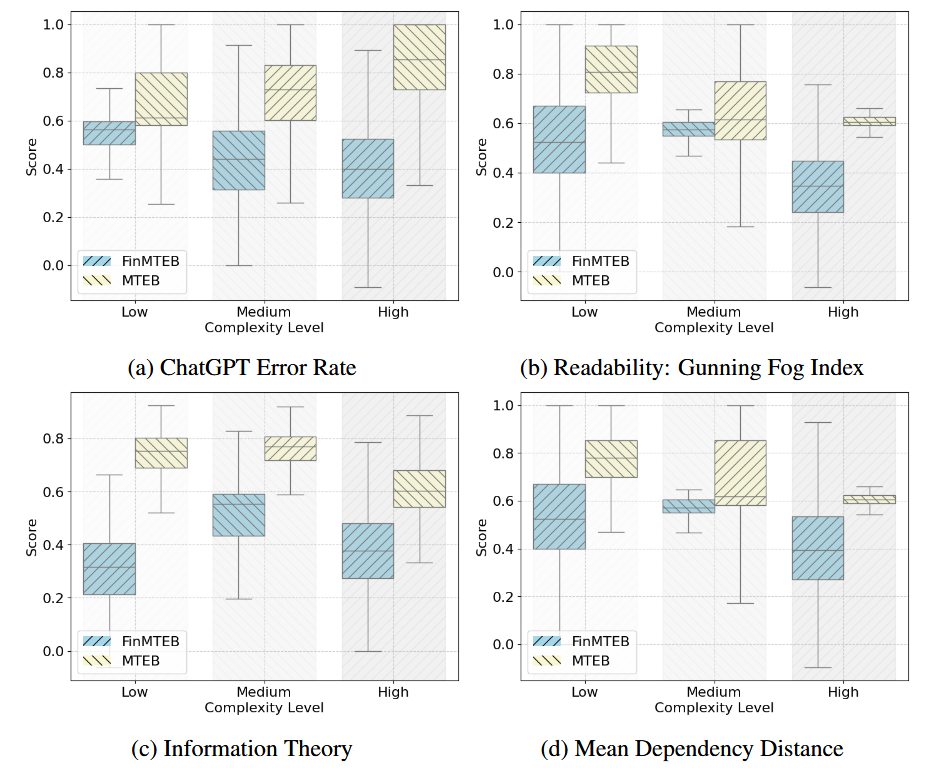 1.0
0.8
0.6
0.4
0.2
0.0
Score
FinMTEB
MTEB
Low Medium High
Complexity Level
(a) ChatGPT Error Rate
1.0
0.8
0.6
0.4
0.2
0.0
Score
FinMTEB
MTEB
Low Medium High
Complexity Level
(b) Readability: Gunning Fog Index
0.8
0.6
0.4
0.2
0.0
Score
FinMTEB
MTEB
Low Medium High
Complexity Level
(c) Information Theory
1.0
0.8
0.6
0.4
0.2
0.0
Score
FinMTEB
MTEB
Low Medium High
Complexity Level
(d) Mean Dependency Distance